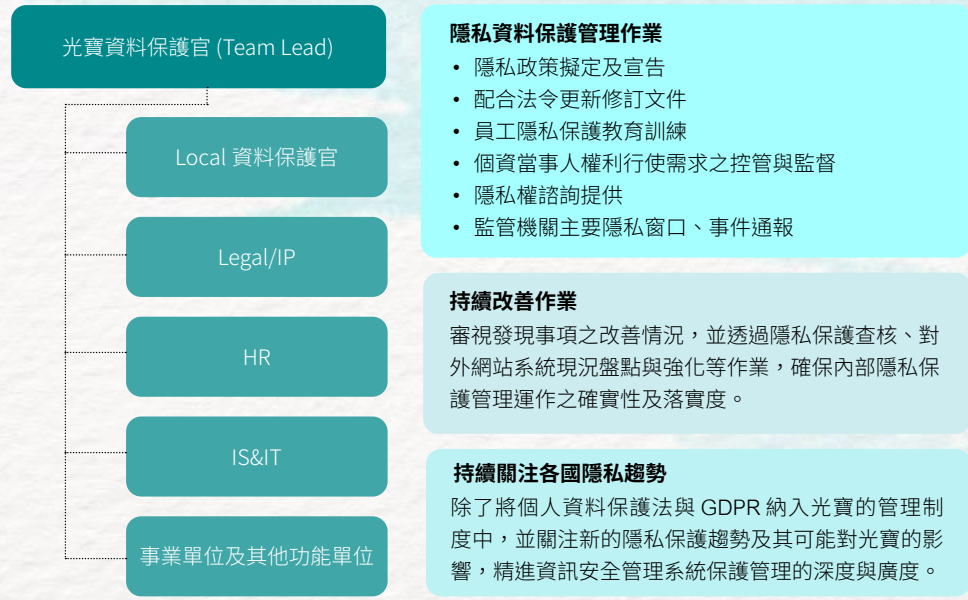 光寶資料保護官 (Team Lead)
Local 資料保護官
Legal/IP
HR
IS&IT
事業單位及其他功能單位
隱私資料保護管理作業
• 隱私政策擬定及宣告
• 配合法令更新修訂文件
• 員工隱私保護教育訓練
• 個資當事人權利行使需求之控管與監督
• 隱私權諮詢提供
• 監管機關主要隱私窗口、事件通報
持續改善作業
審視發現事項之改善情況，並透過隱私保護查核、對
外網站系統現況盤點與強化等作業，確保內部隱私保
護管理運作之確實性及落實度。
持續關注各國隱私趨勢
除了將個人資料保護法與 GDPR 納入光寶的管理制
度中，並關注新的隱私保護趨勢及其可能對光寶的影
響，精進資訊安全管理系統保護管理的深度與廣度。